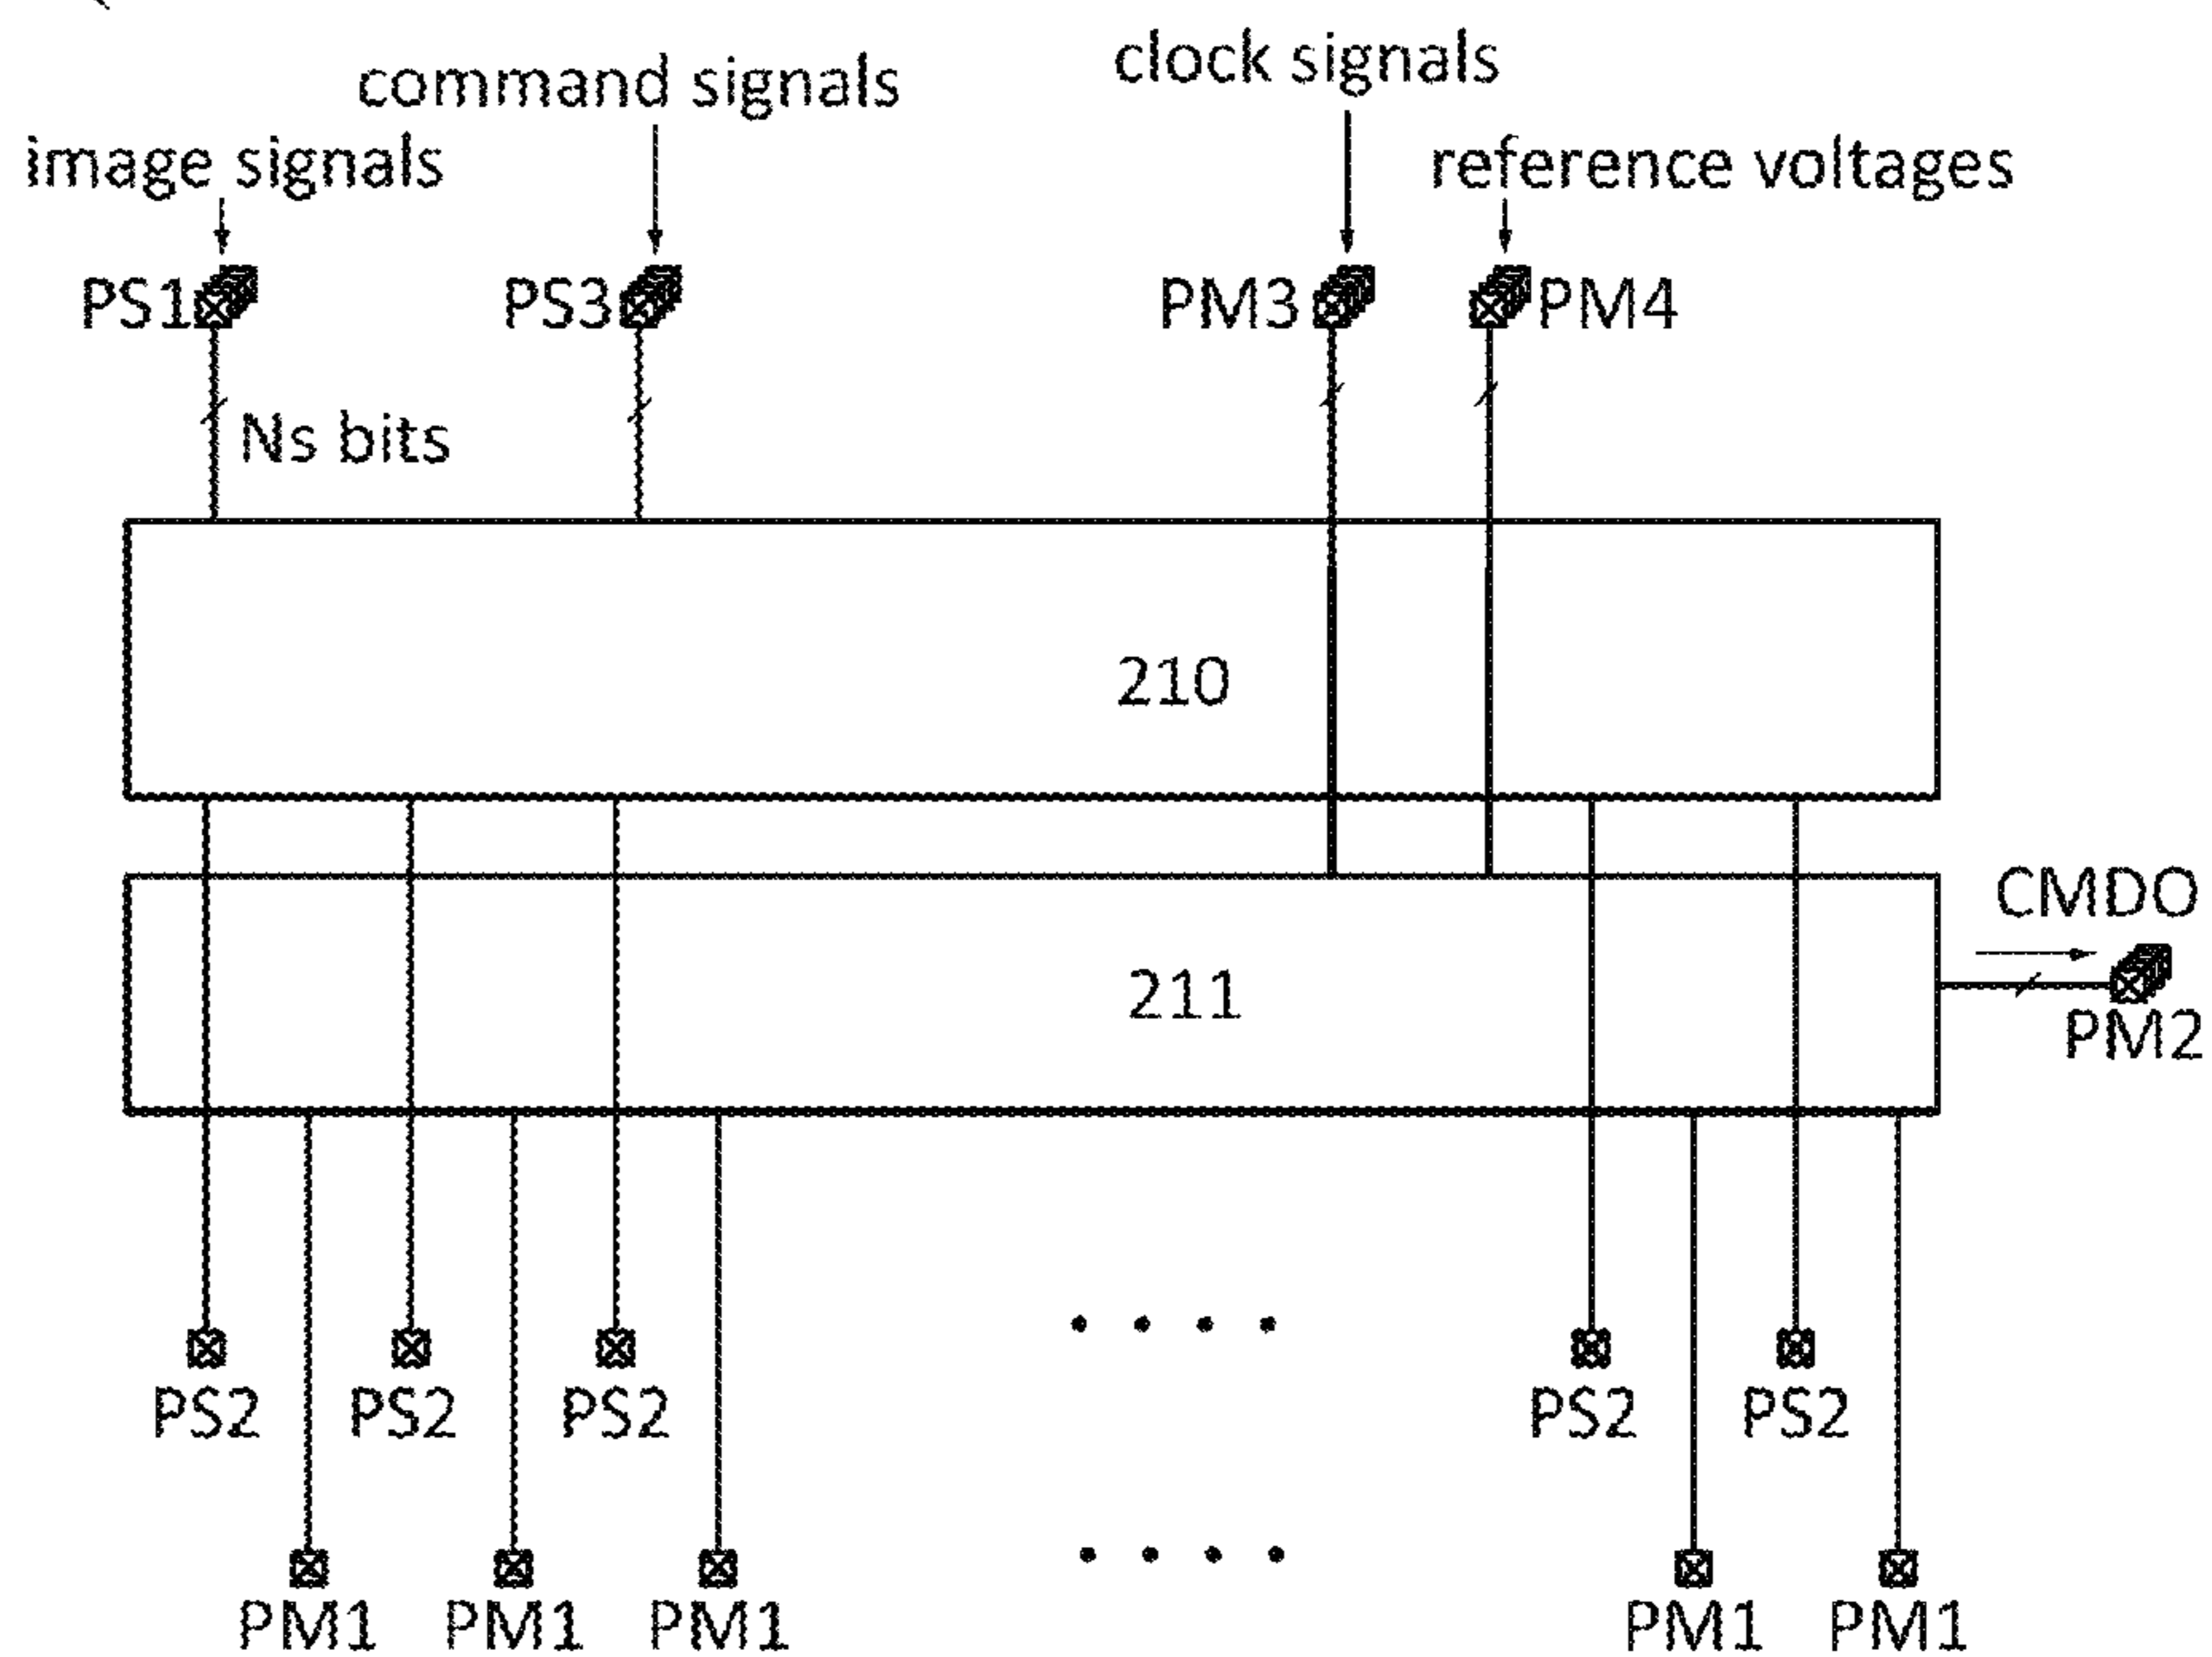 command signals
clock signals
image signals
reference voltages
PS1
PS3
PM3
PM4
Ns bits
210
CMDO
211
PM2
PS2 PS2 PS2 PS2 PS2
PM1 PM1 PM1 PM1 PM1